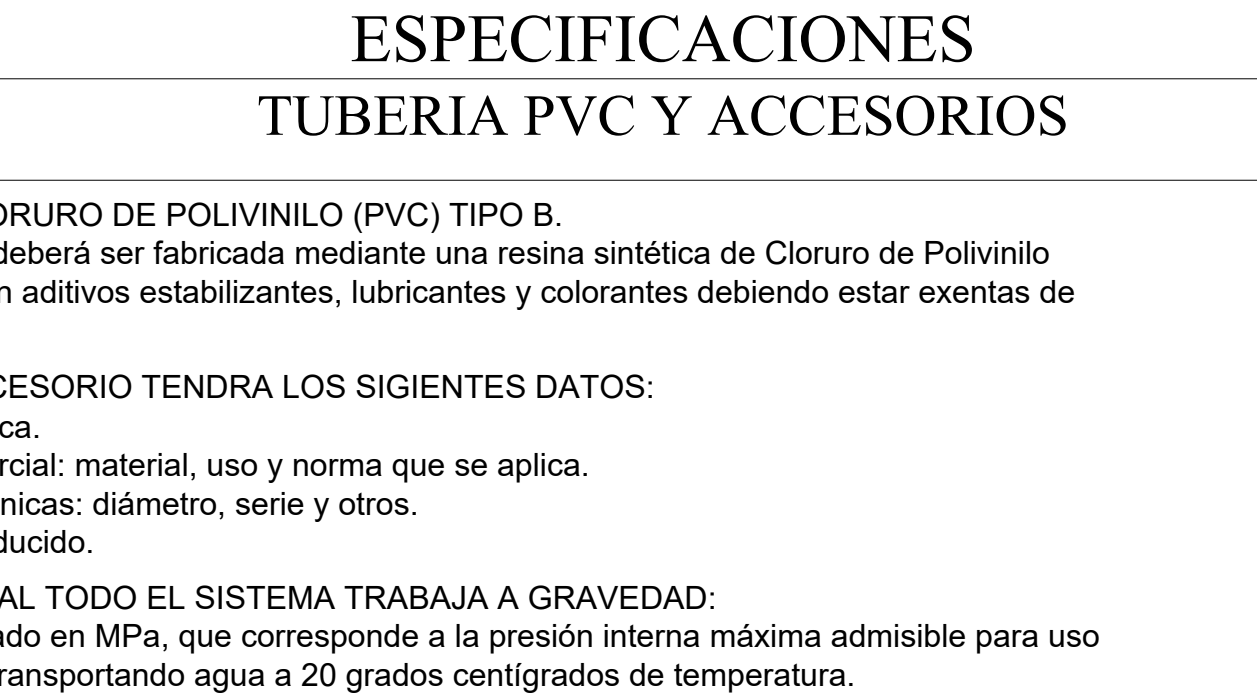 ESPECIFICACIONES
TUBERIA PVC Y ACCESORIOS
ORURO DE POLIVINILO (PVC) TIPO B.
deberá ser fabricada mediante una resina sintética de Cloruro de Polivinilo
n aditivos estabilizantes, lubricantes y colorantes debiendo estar exentas de
CESORIO TENDRA LOS SIGIENTES DATOS:
ca.
rcial: material, uso y norma que se aplica.
nicas: diámetro, serie y otros.
ducido.
AL TODO EL SISTEMA TRABAJA A GRAVEDAD:
ado en MPa, que corresponde a la presión interna máxima admisible para uso
ransportando agua a 20 grados centígrados de temperatura.